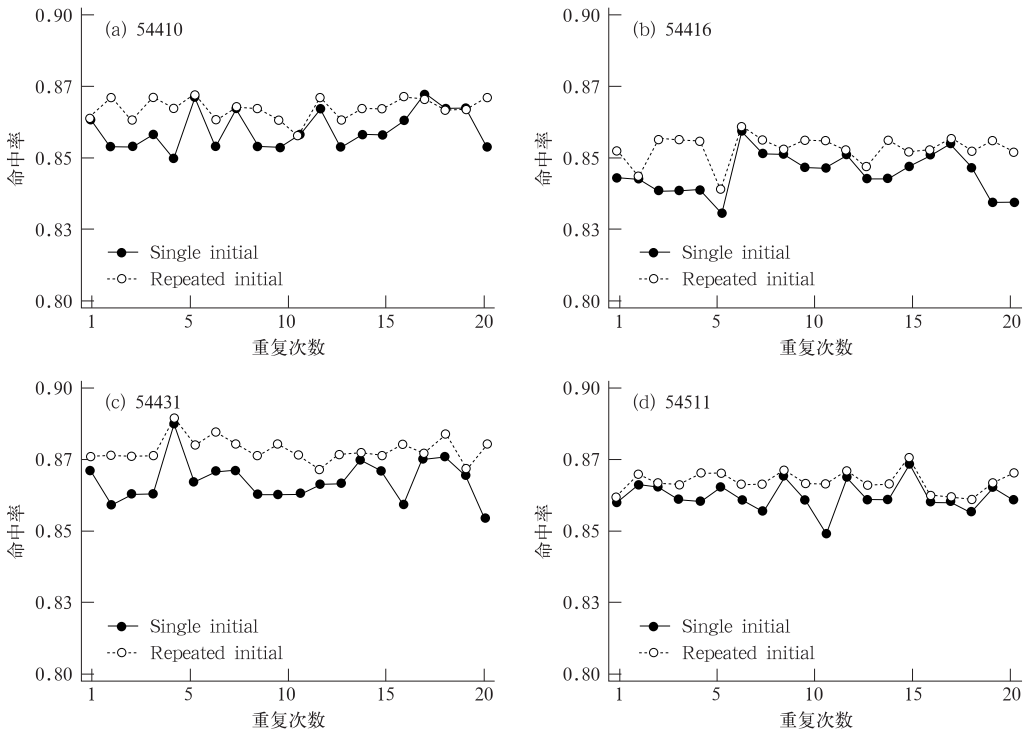 (a) 54410
0.90
0.87
0.85
0.83
0.80
命中率
Single initial
Repeated initial
1 5 10 15 20
重复次数
(b) 54416
0.90
0.87
0.85
0.83
0.80
命中率
Single initial
Repeated initial
1 5 10 15 20
重复次数
(c) 54431
0.90
0.87
0.85
0.83
0.80
命中率
Single initial
Repeated initial
1 5 10 15 20
重复次数
(d) 54511
0.90
0.87
0.85
0.83
0.80
命中率
Single initial
Repeated initial
1 5 10 15 20
重复次数